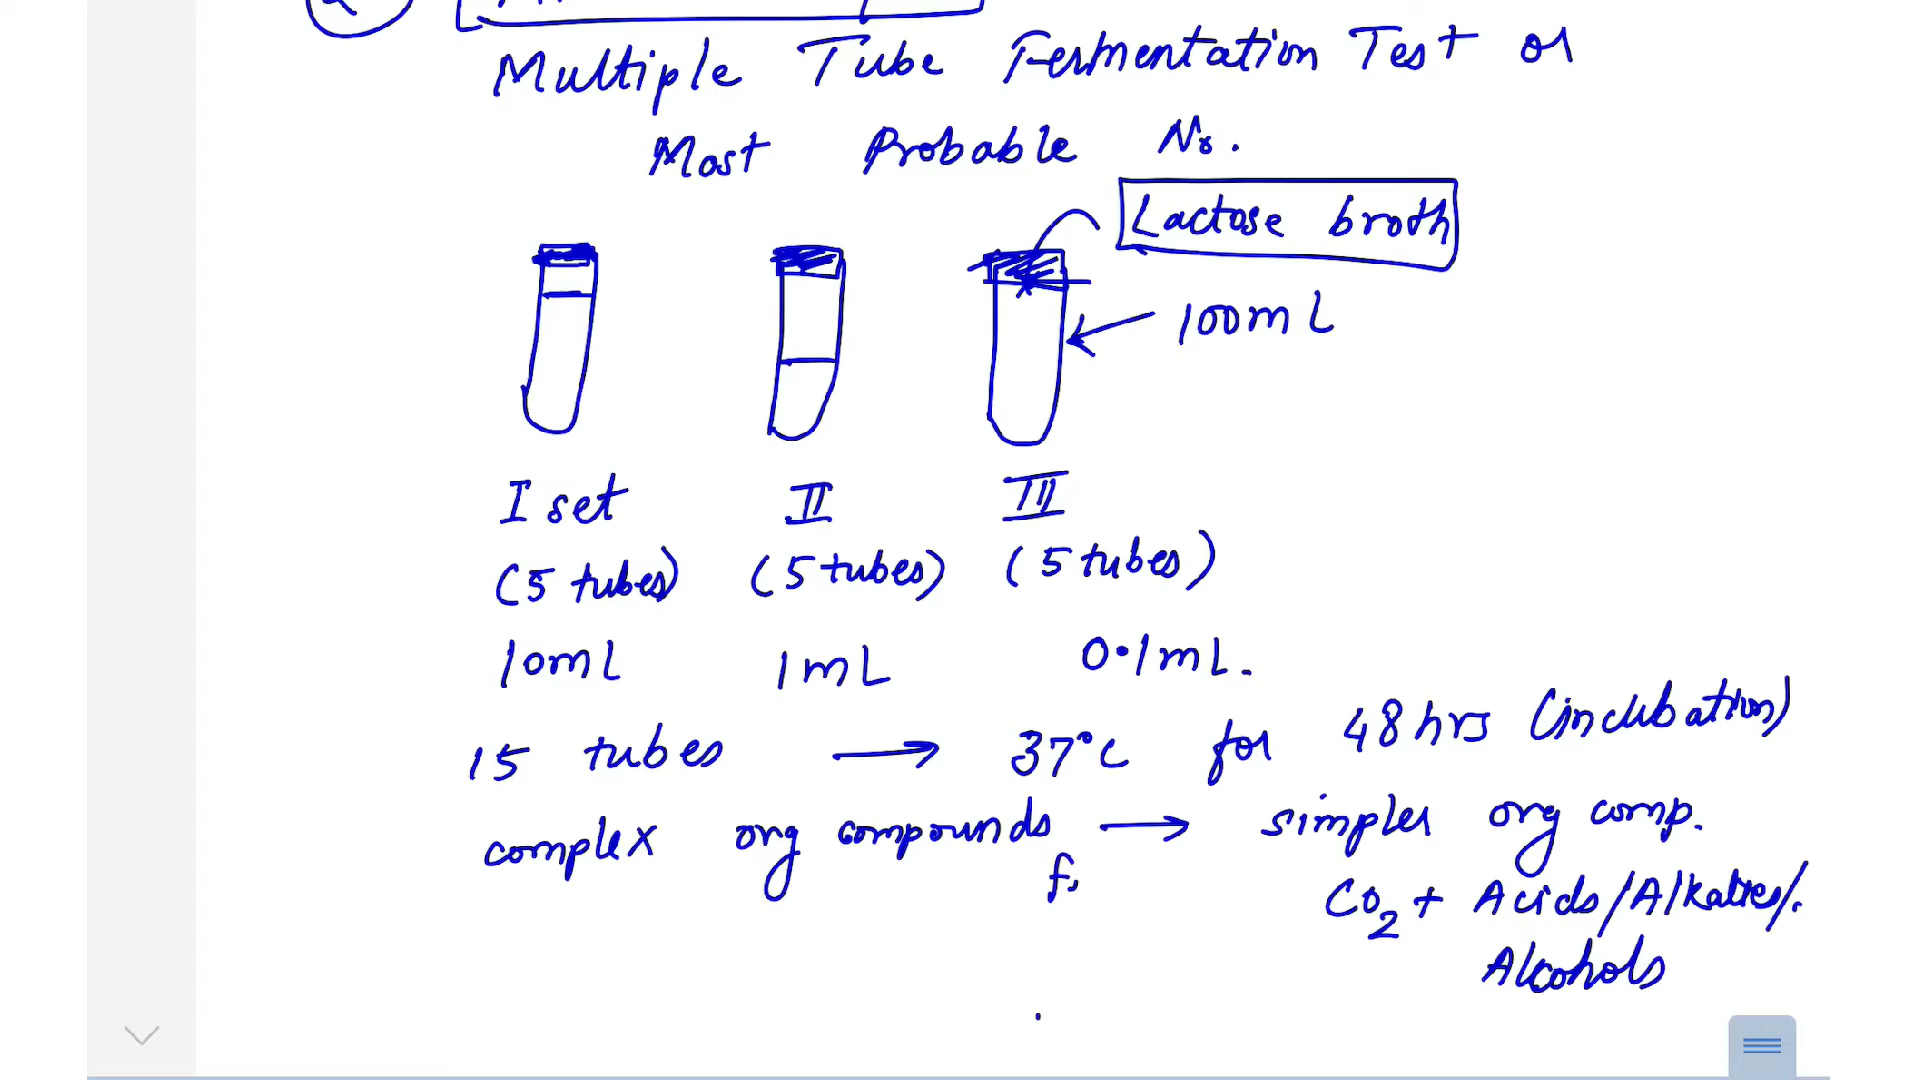 Multiple Tube Fermentation Test or
Most Probable No.
Lactose broth
100mL
I set II III
(5 tubes) (5 tubes) (5 tubes)
10mL 1mL 0.1mL.
15 tubes → 37°C for 48hrs (incubation)
complex org compounds → simpler org comp.
f,
CO2 + Acids/Alkalies/.
Alcohols